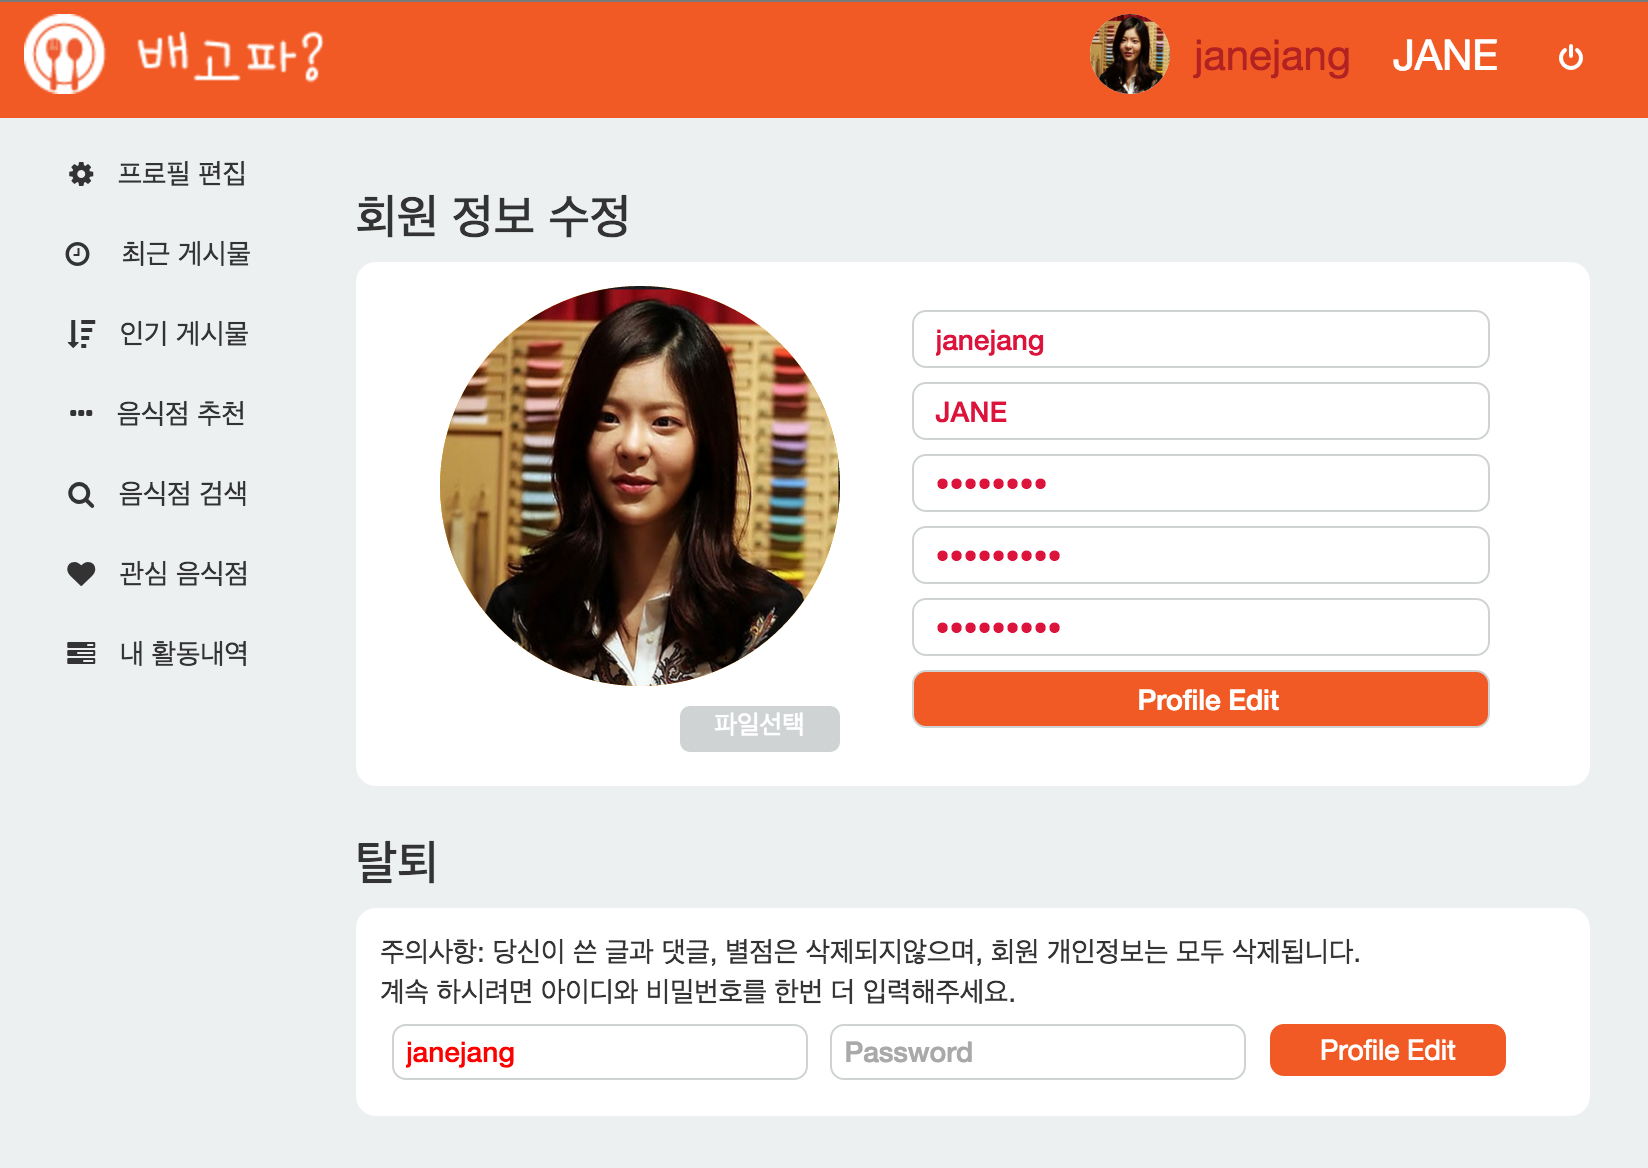 배고파?
janejang JANE
프로필 편집
최근 게시물
인기 게시물
음식점 추천
음식점 검색
관심 음식점
내 활동내역
회원 정보 수정
janejang
JANE
••••••••
•••••••••
•••••••••
Profile Edit
파일선택
탈퇴
주의사항: 당신이 쓴 글과 댓글, 별점은 삭제되지않으며, 회원 개인정보는 모두 삭제됩니다.
계속 하시려면 아이디와 비밀번호를 한번 더 입력해주세요.
janejang Password Profile Edit